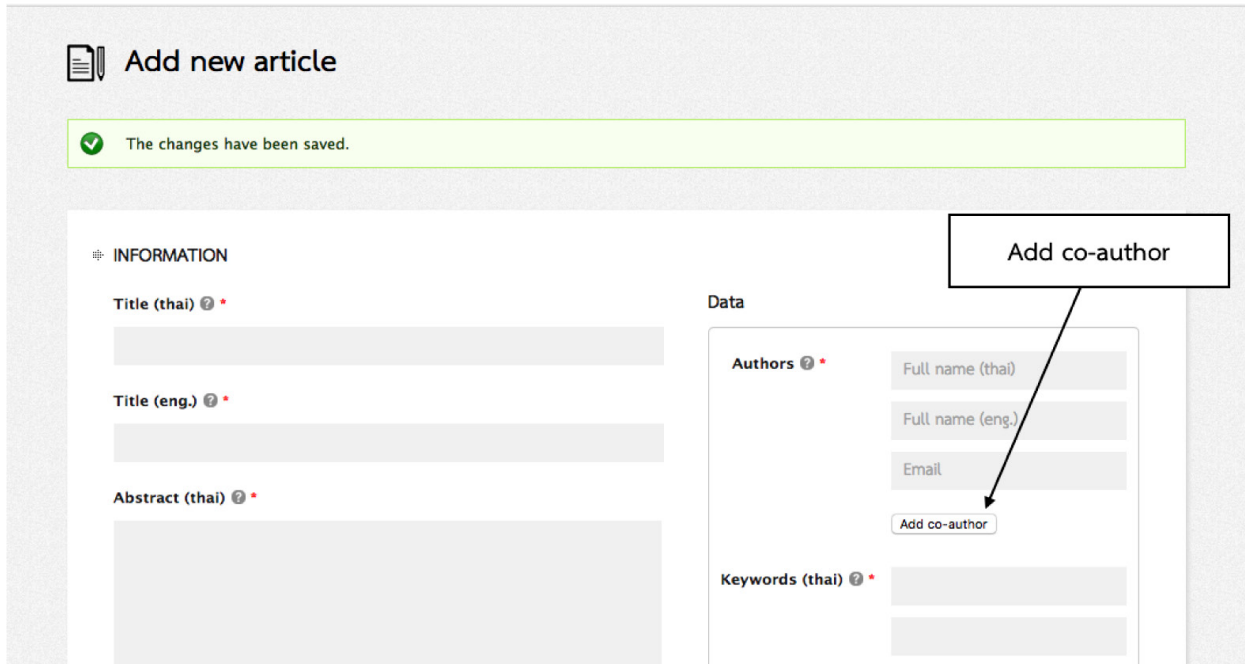 Add new article
The changes have been saved.
INFORMATION
Title (thai) ? *
Title (eng.) ? *
Abstract (thai) ? *
Add co-author
Data
Authors ? *
Full name (thai)
Full name (eng.)
Email
Add co-author
Keywords (thai) ? *